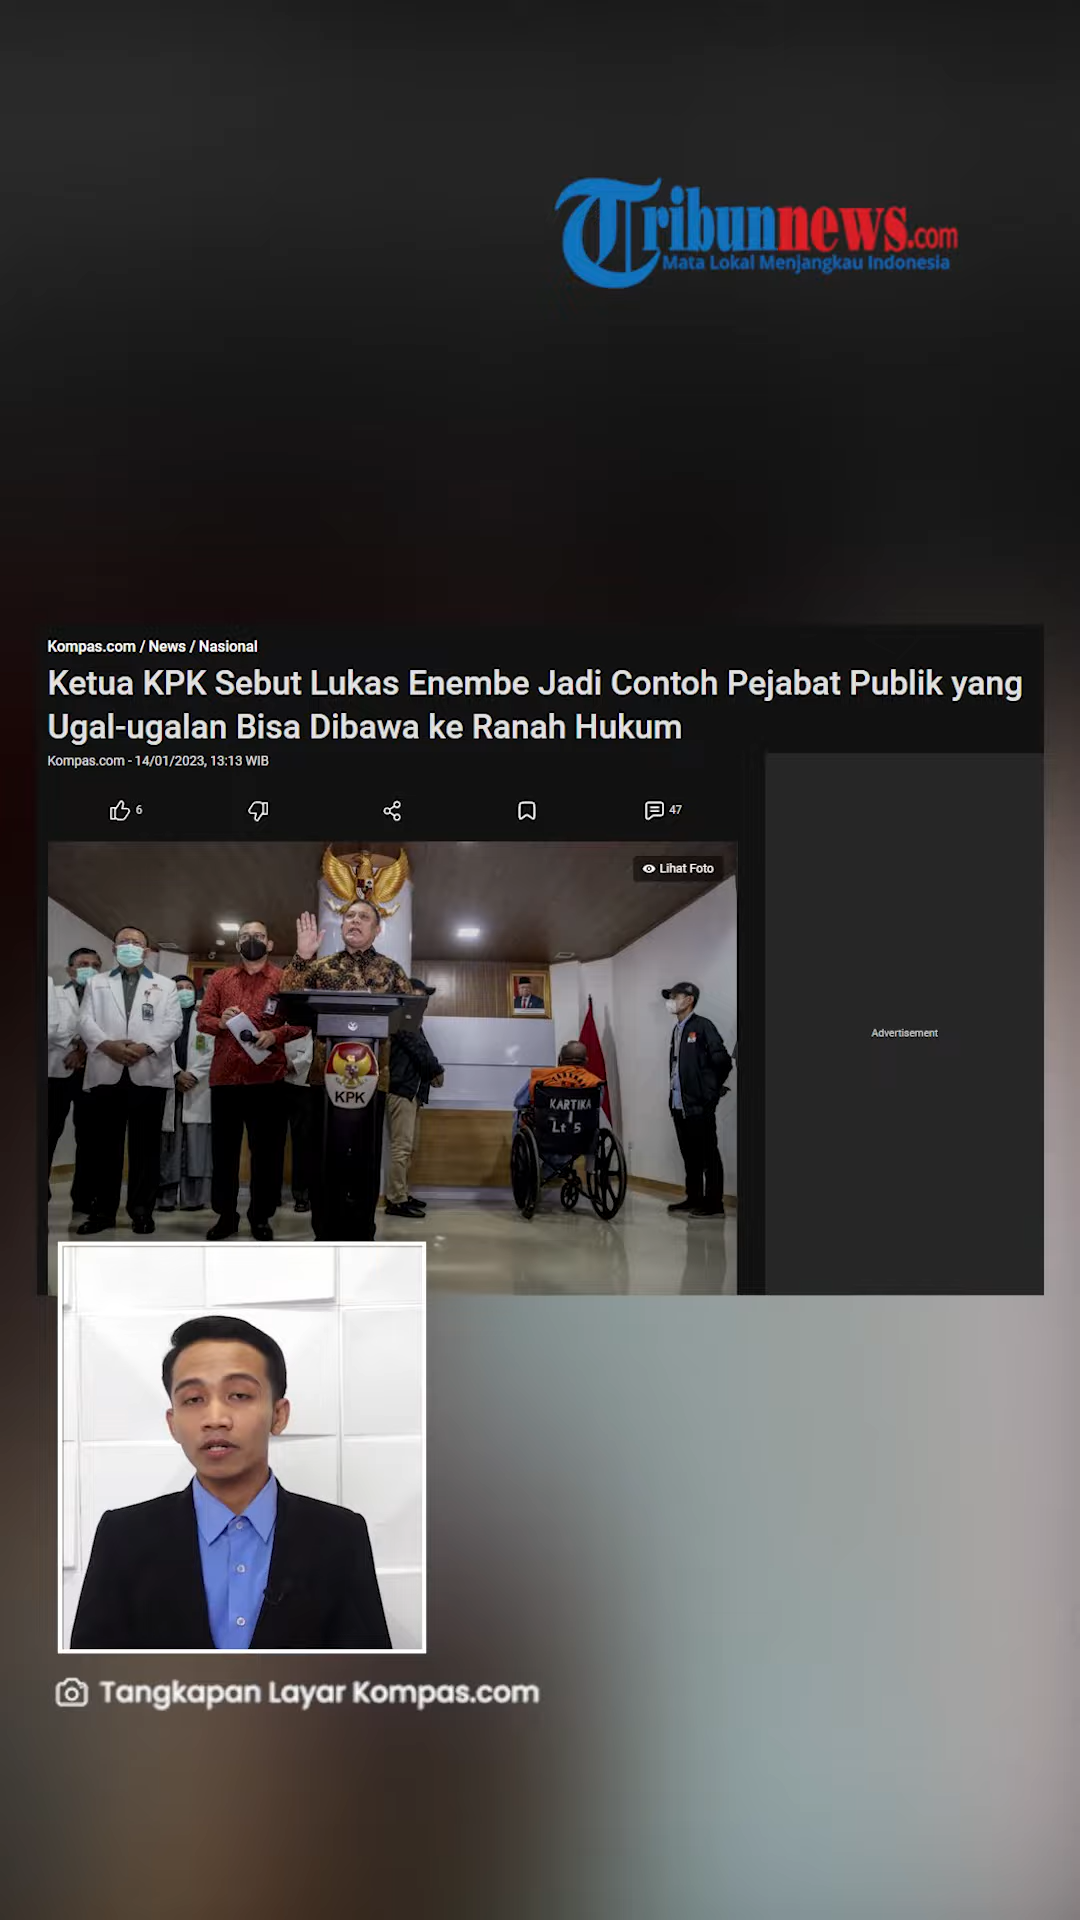 Tribunnews.com
Mata Lokal Menjangkau Indonesia
Kompas.com / News / Nasional
Ketua KPK Sebut Lukas Enembe Jadi Contoh Pejabat Publik yang
Ugal-ugalan Bisa Dibawa ke Ranah Hukum
Kompas.com - 14/01/2023, 13:13 WIB
6
47
Lihat Foto
Advertisement
KPK
KARTIKA
Lt 5
Tangkapan Layar Kompas.com